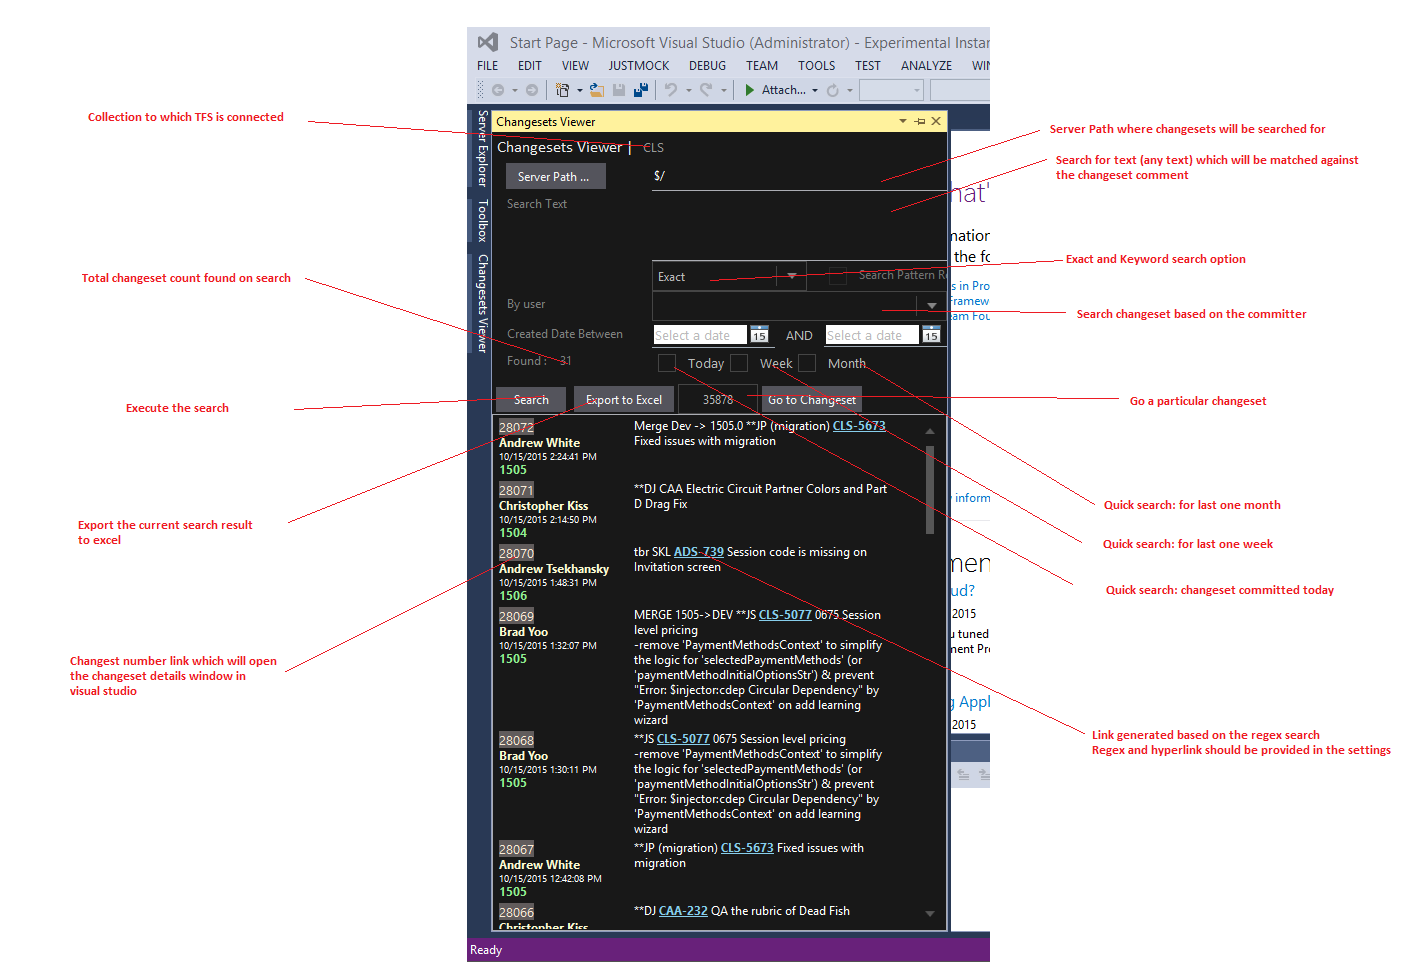 Start Page - Microsoft Visual Studio (Administrator) - Experimental Instar
FILE EDIT VIEW JUSTMOCK DEBUG TEAM TOOLS TEST ANALYZE WIN
Attach...
Server Explorer
Toolbox
Changesets Viewer
Changesets Viewer
Changesets Viewer | CLS
Server Path ... $/
Search Text
Exact Search Pattern Re
By user
Created Date Between Select a date 15 AND Select a date 15
Found : 31 Today Week Month
Search Export to Excel 35878 Go to Changeset
28072
Andrew White
10/15/2015 2:24:41 PM
1505
Merge Dev -> 1505.0 **JP (migration) CLS-5673
Fixed issues with migration
28071
Christopher Kiss
10/15/2015 2:14:50 PM
1504
**DJ CAA Electric Circuit Partner Colors and Part
D Drag Fix
28070
Andrew Tsekhansky
10/15/2015 1:48:31 PM
1506
tbr SKL ADS-739 Session code is missing on
Invitation screen
28069
Brad Yoo
10/15/2015 1:32:07 PM
1505
MERGE 1505->DEV **JS CLS-5077 0675 Session
level pricing
-remove 'PaymentMethodsContext' to simplify
the logic for 'selectedPaymentMethods' (or
'paymentMethodInitialOptionsStr') & prevent
"Error: $injector:cdep Circular Dependency" by
'PaymentMethodsContext' on add learning
wizard
28068
Brad Yoo
10/15/2015 1:30:11 PM
1505
**JS CLS-5077 0675 Session level pricing
-remove 'PaymentMethodsContext' to simplify
the logic for 'selectedPaymentMethods' (or
'paymentMethodInitialOptionsStr') & prevent
"Error: $injector:cdep Circular Dependency" by
'PaymentMethodsContext' on add learning
wizard
28067
Andrew White
10/15/2015 12:42:08 PM
1505
**JP (migration) CLS-5673 Fixed issues with
migration
28066
Christopher Kiss
**DJ CAA-232 QA the rubric of Dead Fish
Ready
hat'
mation
the fo
s in Pro
Framew
am Fou
y inform
men
ud?
2015
u tuned
ment Pro
g Appl
2015
Collection to which TFS is connected
Total changeset count found on search
Execute the search
Export the current search result
to excel
Changest number link which will open
the changeset details window in
visual studio
Server Path where changesets will be searched for
Search for text (any text) which will be matched against
the changeset comment
Exact and Keyword search option
Search changeset based on the committer
Go a particular changeset
Quick search: for last one month
Quick search: for last one week
Quick search: changeset committed today
Link generated based on the regex search
Regex and hyperlink should be provided in the settings